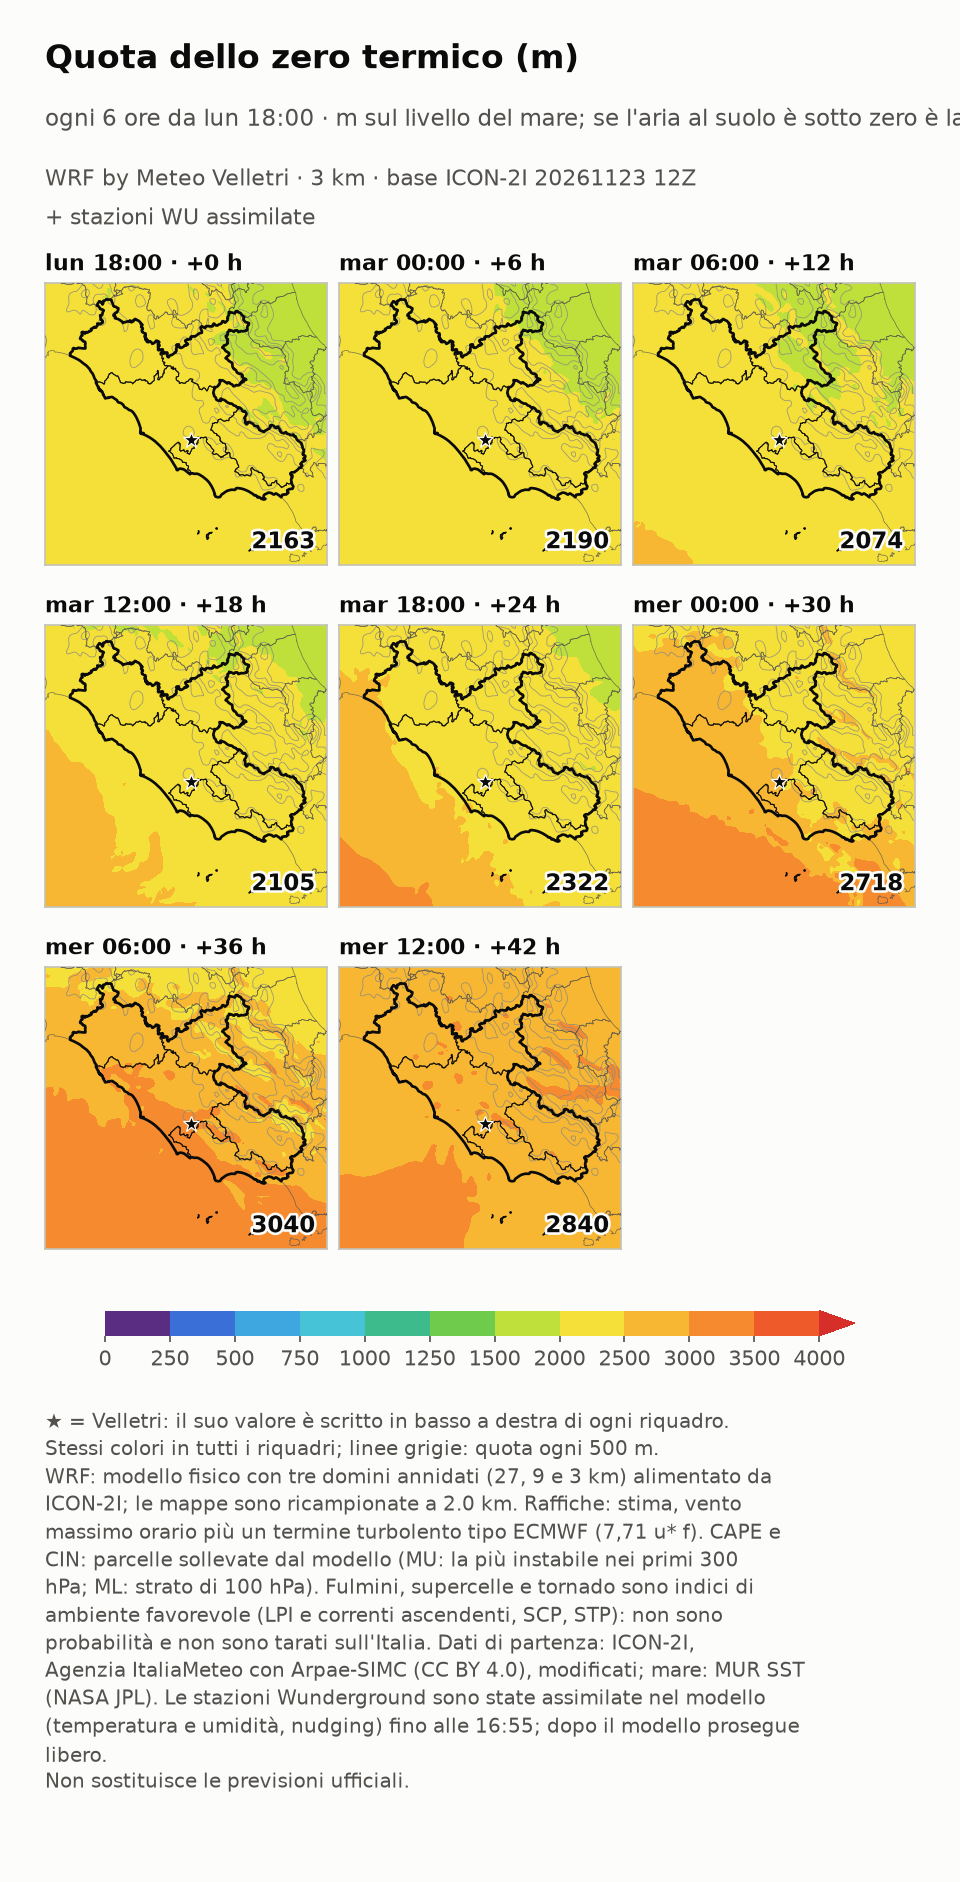 Quota dello zero termico (m)
ogni 6 ore da lun 18:00 · m sul livello del mare; se l'aria al suolo è sotto zero è la
WRF by Meteo Velletri · 3 km · base ICON-2I 20261123 12Z
+ stazioni WU assimilate
lun 18:00 · +0 h
mar 00:00 · +6 h
mar 06:00 · +12 h
2163
2190
2074
mar 12:00 · +18 h
mar 18:00 · +24 h
mer 00:00 · +30 h
2105
2322
2718
mer 06:00 · +36 h
mer 12:00 · +42 h
3040
2840
0 250 500 750 1000 1250 1500 2000 2500 3000 3500 4000
★ = Velletri: il suo valore è scritto in basso a destra di ogni riquadro.
Stessi colori in tutti i riquadri; linee grigie: quota ogni 500 m.
WRF: modello fisico con tre domini annidati (27, 9 e 3 km) alimentato da
ICON-2I; le mappe sono ricampionate a 2.0 km. Raffiche: stima, vento
massimo orario più un termine turbolento tipo ECMWF (7,71 u* f). CAPE e
CIN: parcelle sollevate dal modello (MU: la più instabile nei primi 300
hPa; ML: strato di 100 hPa). Fulmini, supercelle e tornado sono indici di
ambiente favorevole (LPI e correnti ascendenti, SCP, STP): non sono
probabilità e non sono tarati sull'Italia. Dati di partenza: ICON-2I,
Agenzia ItaliaMeteo con Arpae-SIMC (CC BY 4.0), modificati; mare: MUR SST
(NASA JPL). Le stazioni Wunderground sono state assimilate nel modello
(temperatura e umidità, nudging) fino alle 16:55; dopo il modello prosegue
libero.
Non sostituisce le previsioni ufficiali.